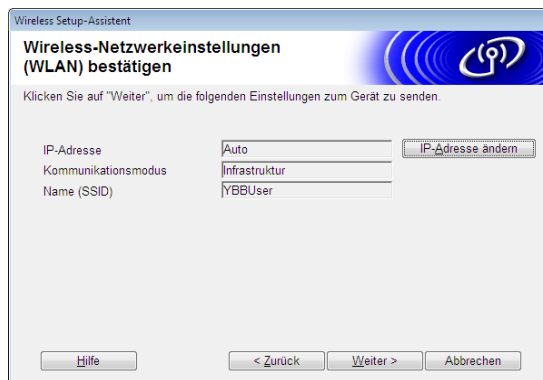 Wireless Setup-Assistent
Wireless-Netzwerkeinstellungen
(WLAN) bestätigen
Klicken Sie auf "Weiter", um die folgenden Einstellungen zum Gerät zu senden.
IP-Adresse Auto IP-Adresse ändern
Kommunikationsmodus Infrastruktur
Name (SSID) YBBUser
Hilfe < Zurück Weiter > Abbrechen